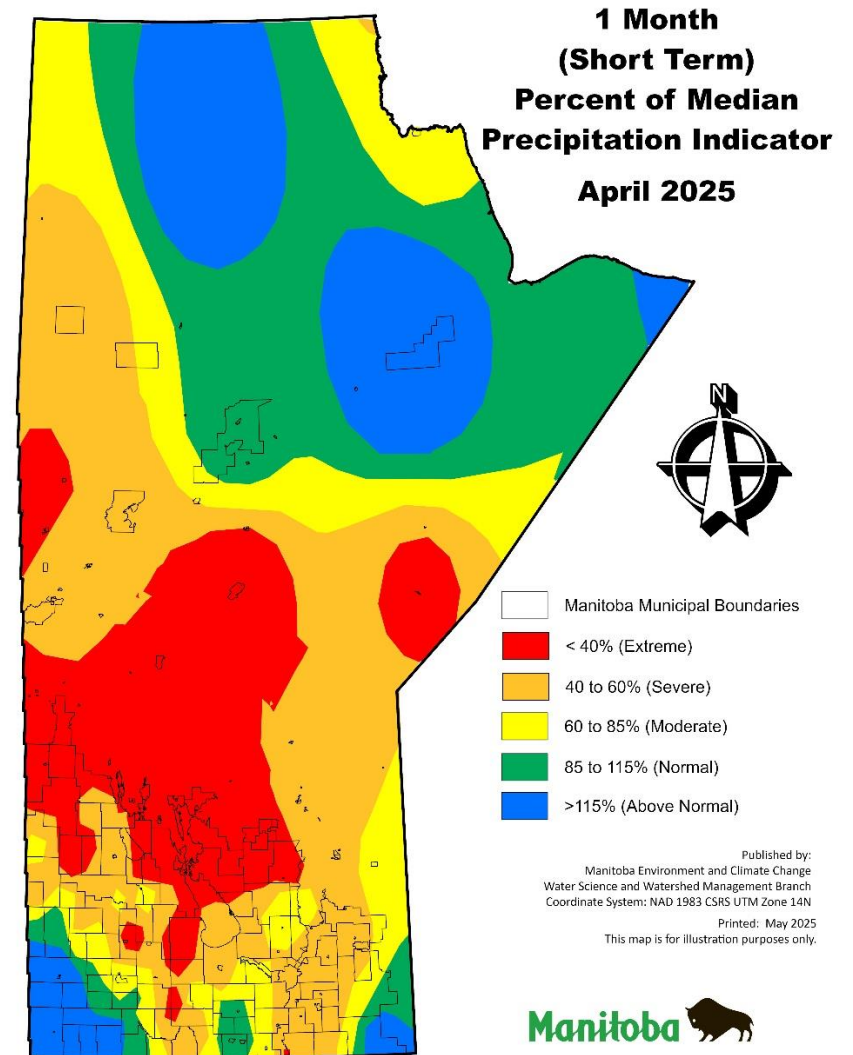 1 Month
(Short Term)
Percent of Median
Precipitation Indicator
April 2025
N
Manitoba Municipal Boundaries
< 40% (Extreme)
40 to 60% (Severe)
60 to 85% (Moderate)
85 to 115% (Normal)
>115% (Above Normal)
Published by:
Manitoba Environment and Climate Change
Water Science and Watershed Management Branch
Coordinate System: NAD 1983 CSRS UTM Zone 14N
Printed: May 2025
This map is for illustration purposes only.
Manitoba